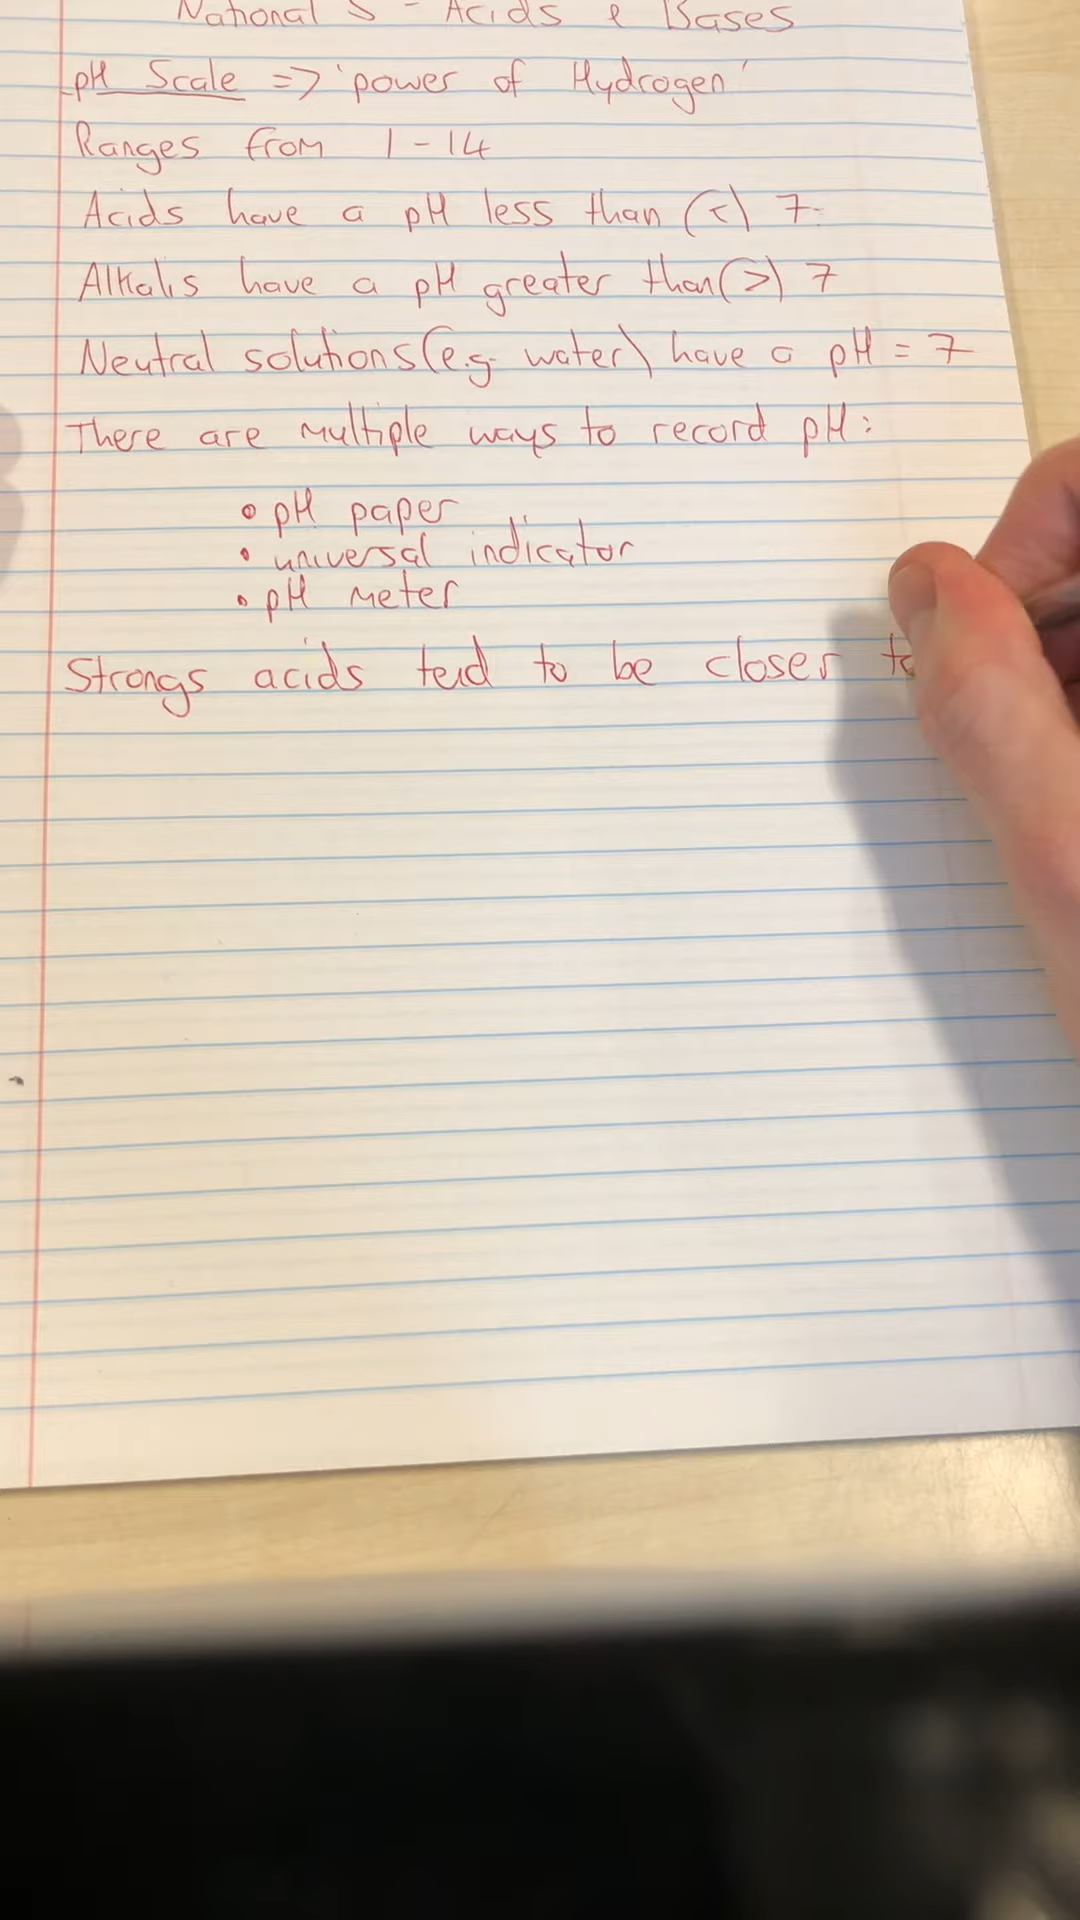 National 5 - Acids & Bases
pH Scale => 'power of Hydrogen'
Ranges from 1-14
Acids have a pH less than (<) 7.
Alkalis have a pH greater than (>) 7
Neutral solutions (e.g. water) have a pH = 7
There are multiple ways to record pH:
• pH paper
• universal indicator
• pH meter
Strongs acids tend to be closer to